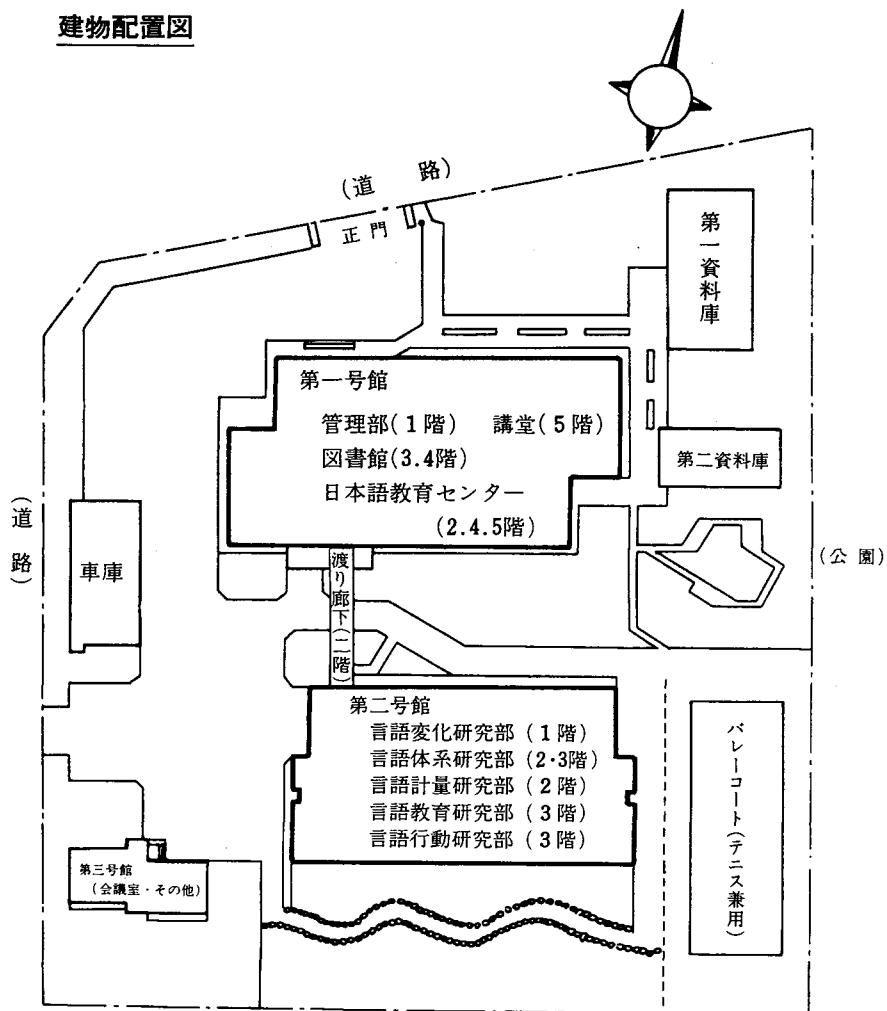 建物配置図
(道 路)
正門
第一資料庫
第一号館
管理部(1階) 講堂(5階)
図書館(3.4階)
日本語教育センター
(2.4.5階)
第二資料庫
(道路)
車庫
渡り廊下(二階)
(公園)
第二号館
言語変化研究部(1階)
言語体系研究部(2・3階)
言語計量研究部(2階)
言語教育研究部(3階)
言語行動研究部(3階)
バレーコート(テニス兼用)
第三号館
(会議室・その他)